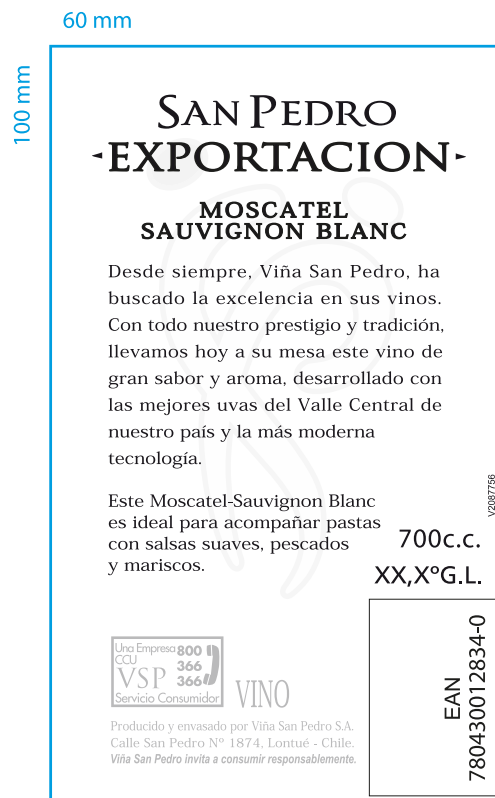 60 mm
100 mm
SAN PEDRO
EXPORTACION
MOSCATEL
SAUVIGNON BLANC
Desde siempre, Viña San Pedro, ha
buscado la excelencia en sus vinos.
Con todo nuestro prestigio y tradición,
llevamos hoy a su mesa este vino de
gran sabor y aroma, desarrollado con
las mejores uvas del Valle Central de
nuestro país y la más moderna
tecnología.
Este Moscatel-Sauvignon Blanc
es ideal para acompañar pastas
con salsas suaves, pescados
y mariscos.
V2087756
700c.c.
XX,XºG.L.
EAN
7804300012834-0
Una Empresa
CCU
VSP
800
366
366
Servicio Consumidor
VINO
Producido y envasado por Viña San Pedro S.A.
Calle San Pedro Nº 1874, Lontué - Chile.
Viña San Pedro invita a consumir responsablemente.